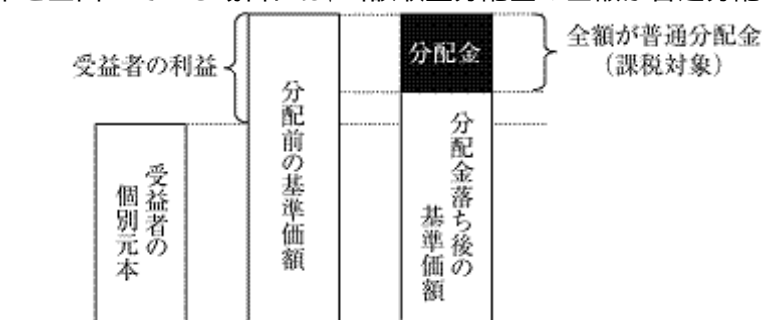 受益者の利益
分配金
全額が普通分配金
（課税対象）
受益者の
個別元本
分配前の基準価額
分配金落ち後の
基準価額